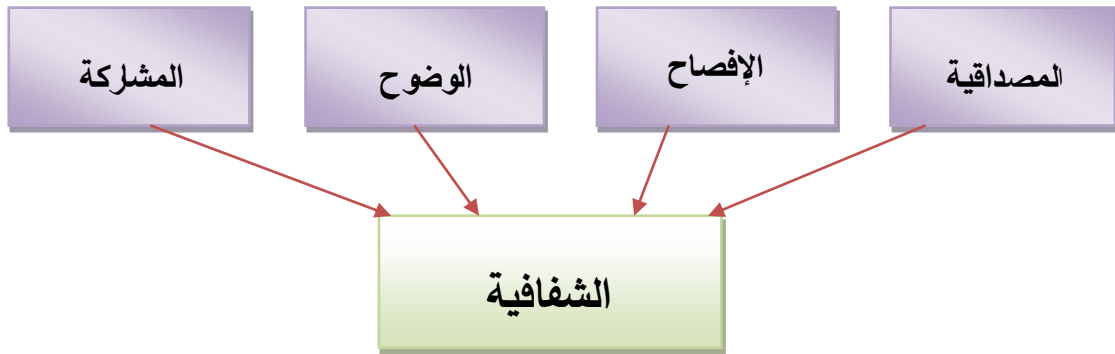 المصداقية
الإفصاح
الوضوح
المشاركة
الشفافية